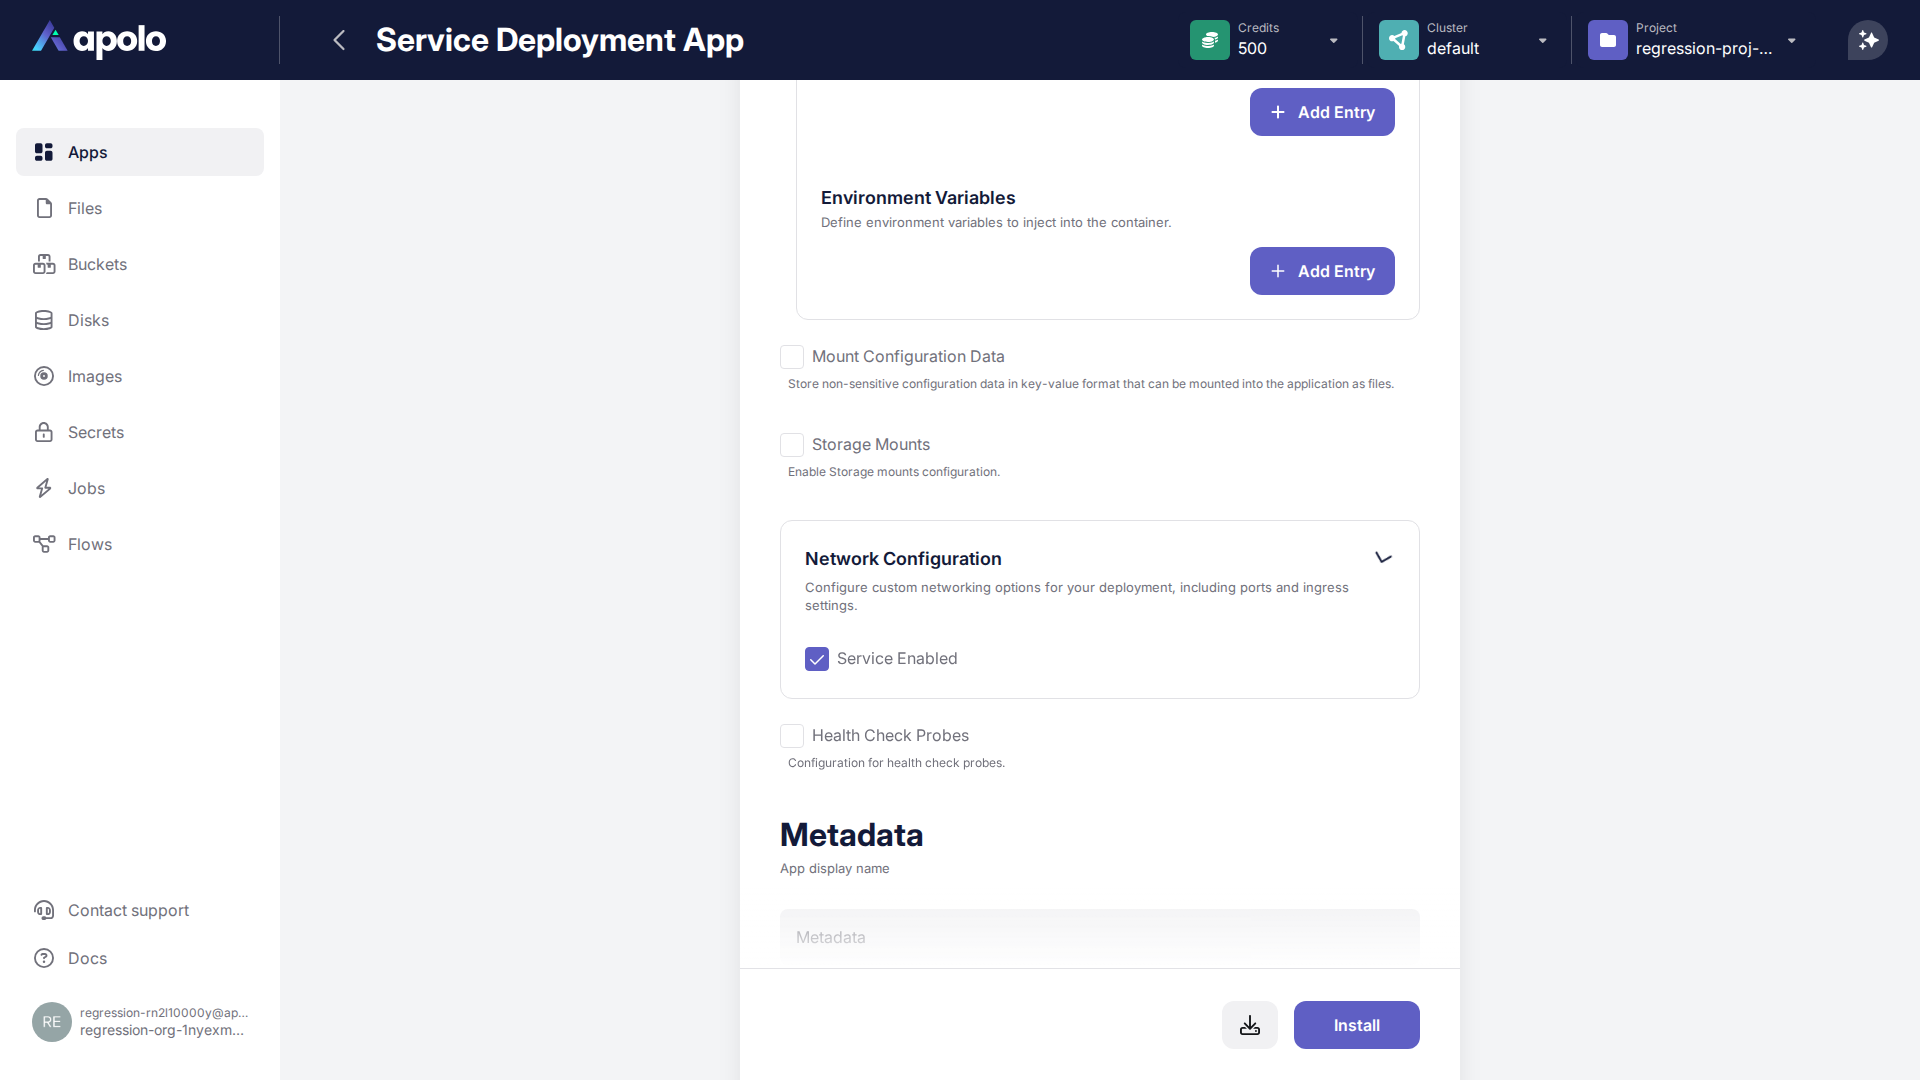 apolo
Service Deployment App
Credits
500
Cluster
default
Project
regression-proj-...
Apps
Files
Buckets
Disks
Images
Secrets
Jobs
Flows
Contact support
Docs
RE
regression-rn2l10000y@ap...
regression-org-1nyexm...
Add Entry
Environment Variables
Define environment variables to inject into the container.
Add Entry
Mount Configuration Data
Store non-sensitive configuration data in key-value format that can be mounted into the application as files.
Storage Mounts
Enable Storage mounts configuration.
Network Configuration
Configure custom networking options for your deployment, including ports and ingress
settings.
Service Enabled
Health Check Probes
Configuration for health check probes.
Metadata
App display name
Metadata
Install